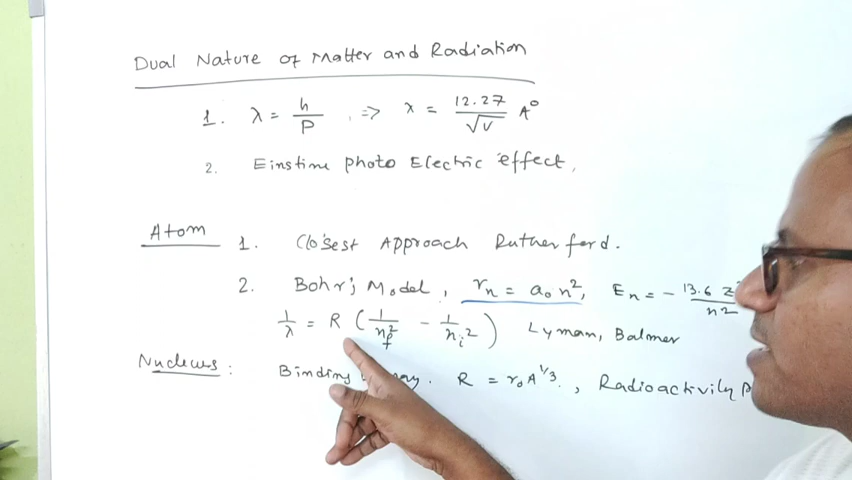 Dual Nature of Matter and Radiation
1. λ = h/P , => λ = 12.27/√V A°
2. Einstine photo Electric effect,
Atom 1. Closest Approach Rutherford.
2. Bohr's Model, rn = a₀ n², En = - 13.6 Z/n2
1/λ = R ( 1/nf² - 1/ni² ) Lyman, Balmer
Nucleus : Binding R = r₀ A^1/3. , Radioactivity